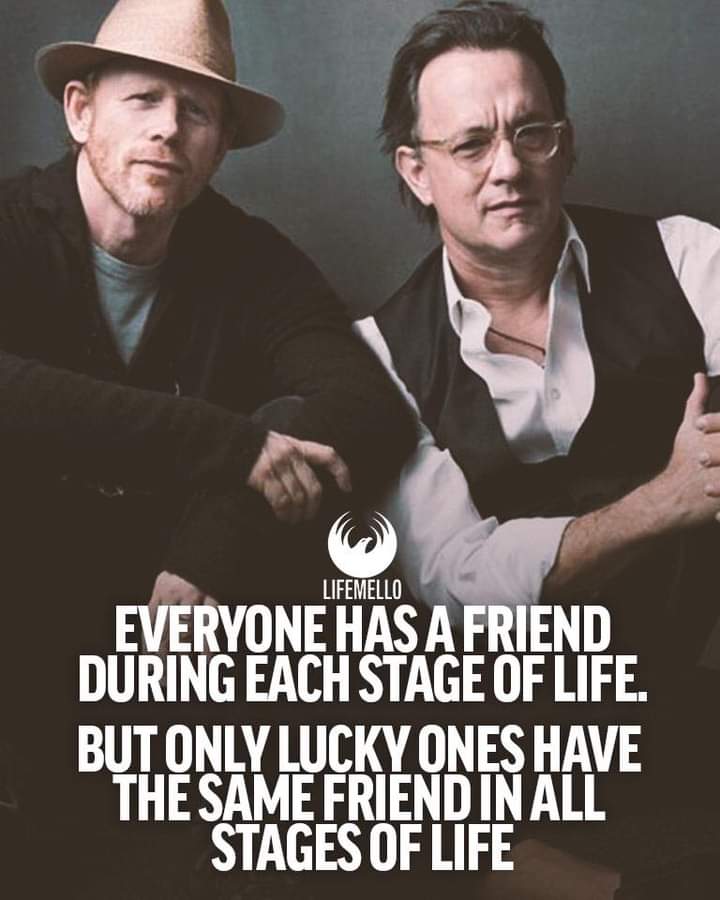 LIFEMELLO
EVERYONE HAS A FRIEND
DURING EACH STAGE OF LIFE.
BUT ONLY LUCKY ONES HAVE
THE SAME FRIEND IN ALL
STAGES OF LIFE